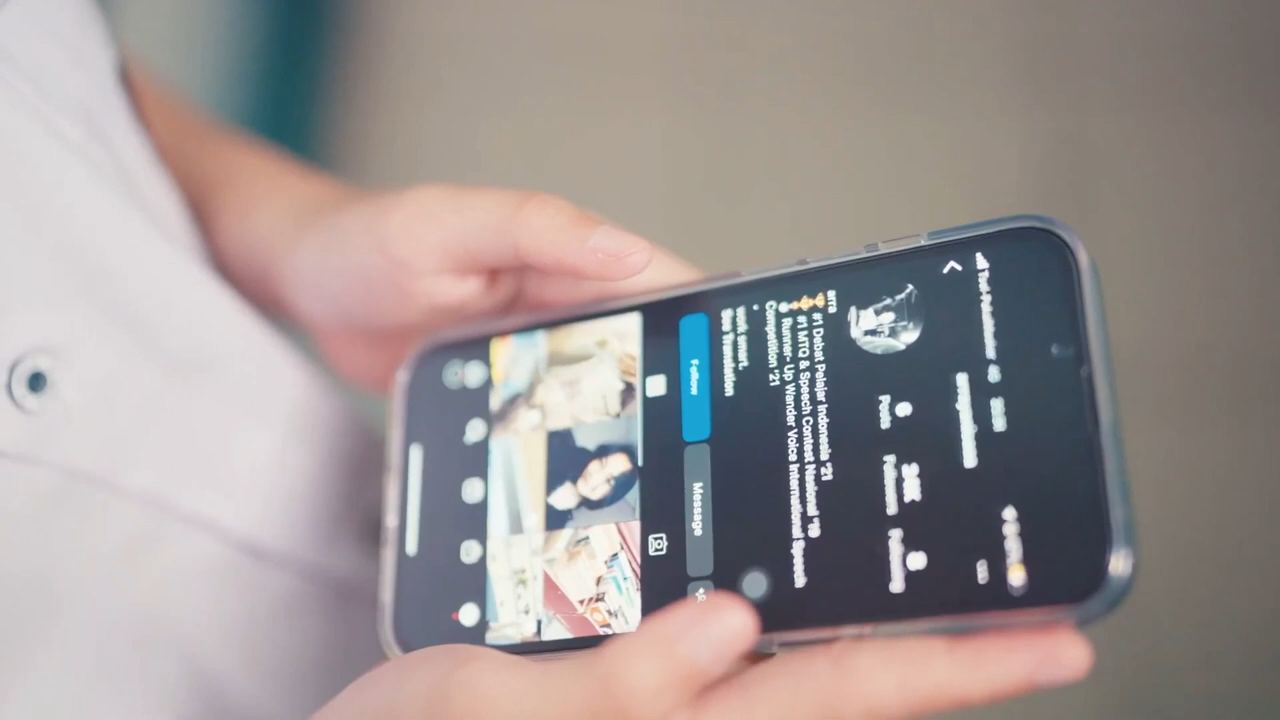 Posts
Followers
Following
arra
#1 Debat Pelajar Indonesia '21
#1 MTQ & Speech Contest Nasional '19
Runner- Up Wander Voice International Speech
Competition '21
work smart.
See Translation
Follow
Message